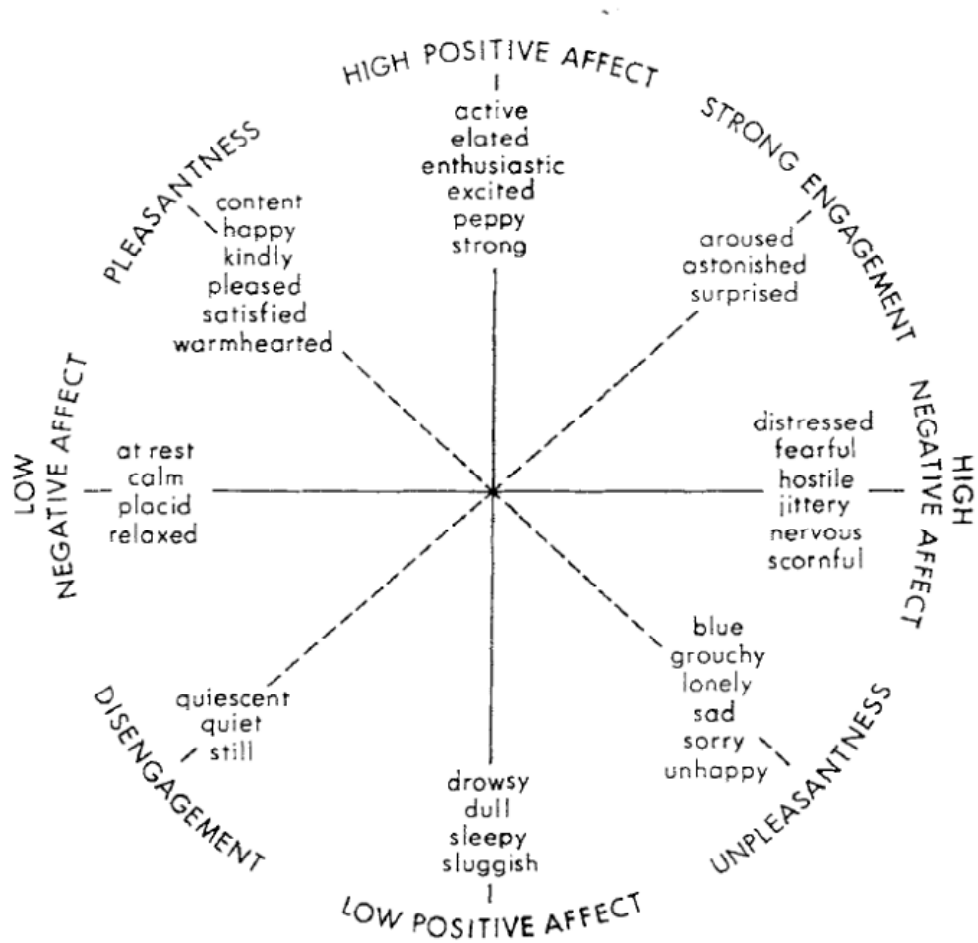 HIGH POSITIVE AFFECT
active
elated
enthusiastic
excited
peppy
strong
STRONG ENGAGEMENT
aroused
astonished
surprised
HIGH
NEGATIVE AFFECT
distressed
fearful
hostile
jittery
nervous
scornful
UNPLEASANTNESS
blue
grouchy
lonely
sad
sorry
unhappy
LOW POSITIVE AFFECT
drowsy
dull
sleepy
sluggish
DISENGAGEMENT
quiescent
quiet
still
LOW
NEGATIVE AFFECT
at rest
calm
placid
relaxed
PLEASANTNESS
content
happy
kindly
pleased
satisfied
warmhearted